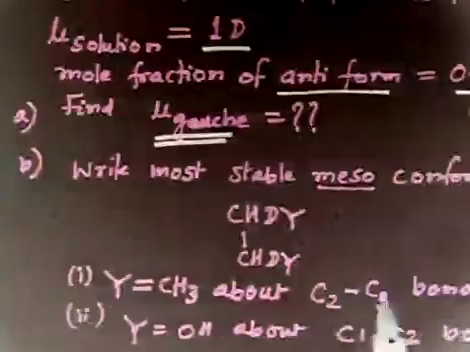 μsolution = 1D
mole fraction of anti form = 0
a) Find μgauche = ??
b) Write most stable meso
CHDY
CHDY
(i) Y = CH3 about C2 - C3
(ii) Y = OH about C1